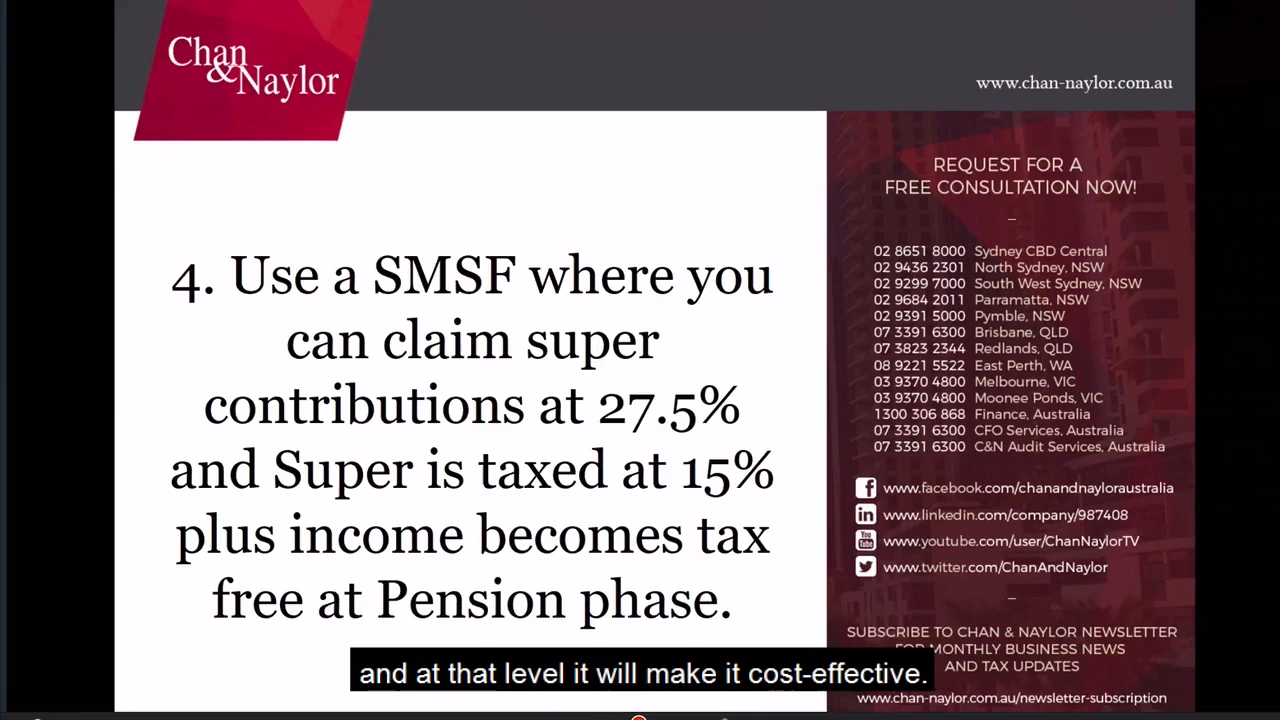 Chan
&Naylor
www.chan-naylor.com.au
4. Use a SMSF where you
can claim super
contributions at 27.5%
and Super is taxed at 15%
plus income becomes tax
free at Pension phase.
REQUEST FOR A
FREE CONSULTATION NOW!
02 8651 8000 Sydney CBD Central
02 9436 2301 North Sydney, NSW
02 9299 7000 South West Sydney, NSW
02 9684 2011 Parramatta, NSW
02 9391 5000 Pymble, NSW
07 3391 6300 Brisbane, QLD
07 3823 2344 Redlands, QLD
08 9221 5522 East Perth, WA
03 9370 4800 Melbourne, VIC
03 9370 4800 Moonee Ponds, VIC
1300 306 868 Finance, Australia
07 3391 6300 CFO Services, Australia
07 3391 6300 C&N Audit Services, Australia
www.facebook.com/chanandnayloraustralia
www.linkedin.com/company/987408
www.youtube.com/user/ChanNaylorTV
www.twitter.com/ChanAndNaylor
SUBSCRIBE TO CHAN & NAYLOR NEWSLETTER
FOR MONTHLY BUSINESS NEWS
AND TAX UPDATES
www.chan-naylor.com.au/newsletter-subscription
and at that level it will make it cost-effective.